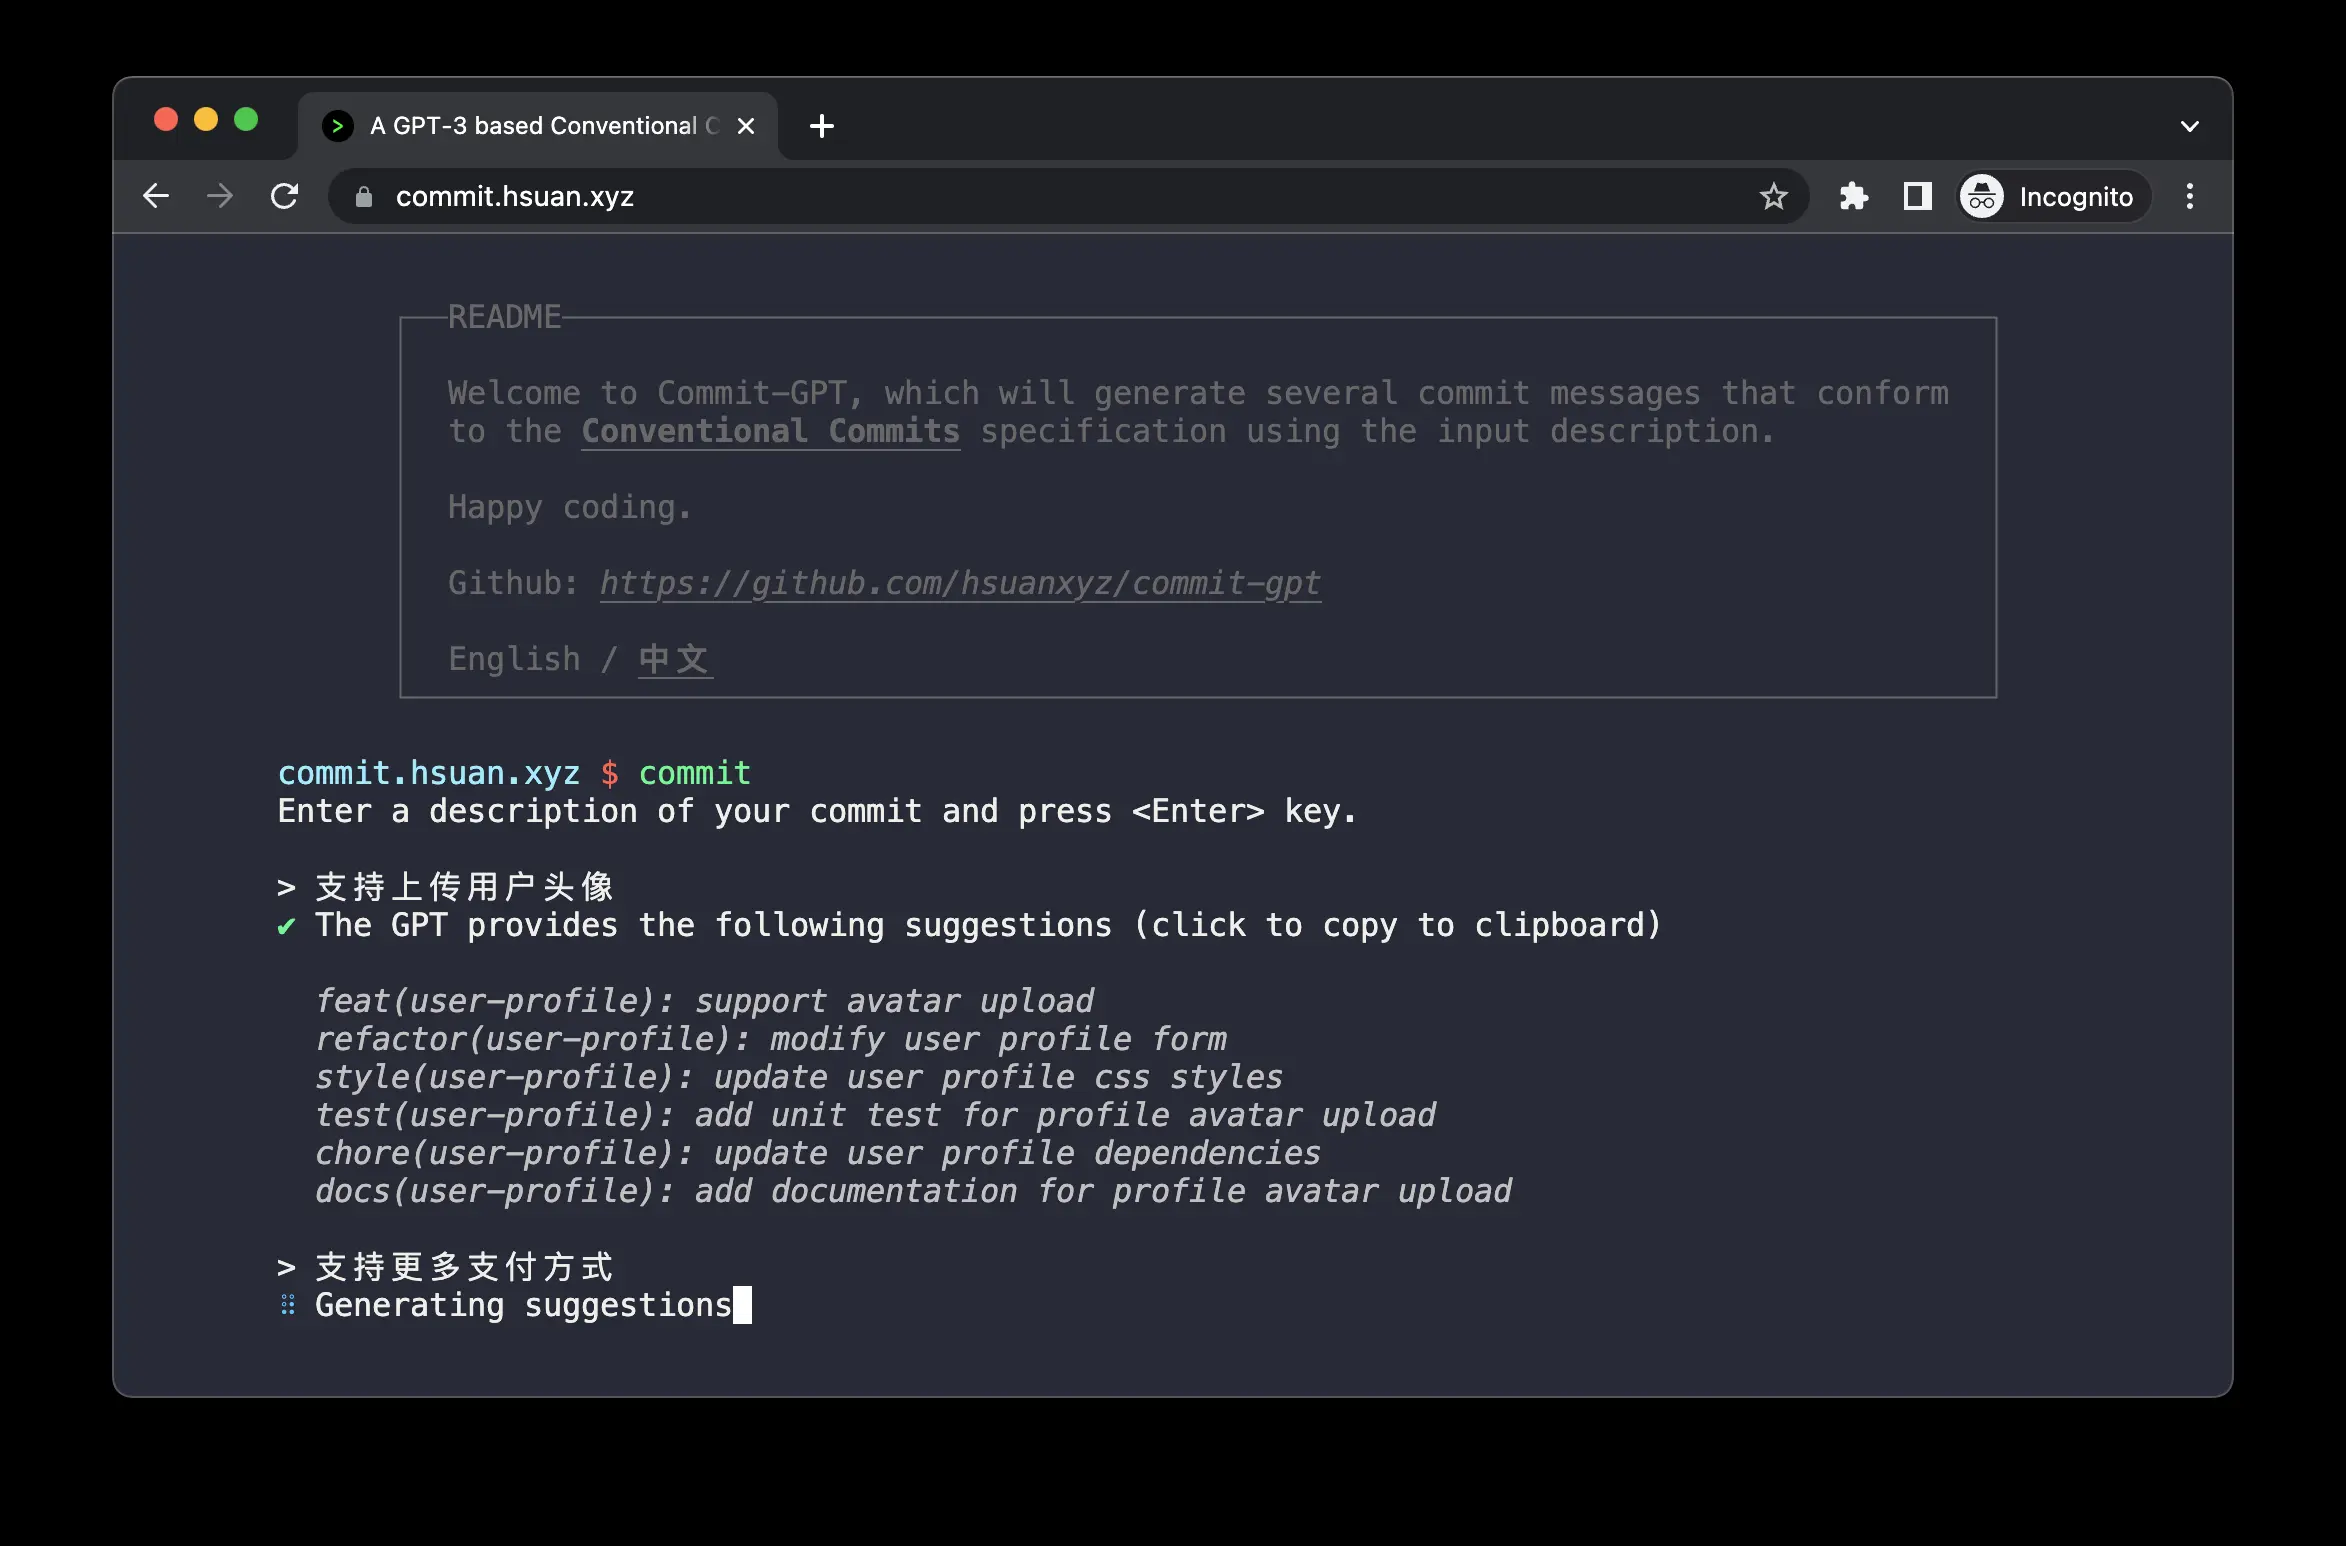 A GPT-3 based Conventional C
commit.hsuan.xyz
Incognito
README
Welcome to Commit-GPT, which will generate several commit messages that conform
to the Conventional Commits specification using the input description.
Happy coding.
Github: https://github.com/hsuanxyz/commit-gpt
English / 中文
commit.hsuan.xyz $ commit
Enter a description of your commit and press <Enter> key.
> 支持上传用户头像
✔ The GPT provides the following suggestions (click to copy to clipboard)
feat(user-profile): support avatar upload
refactor(user-profile): modify user profile form
style(user-profile): update user profile css styles
test(user-profile): add unit test for profile avatar upload
chore(user-profile): update user profile dependencies
docs(user-profile): add documentation for profile avatar upload
> 支持更多支付方式
⠿ Generating suggestions